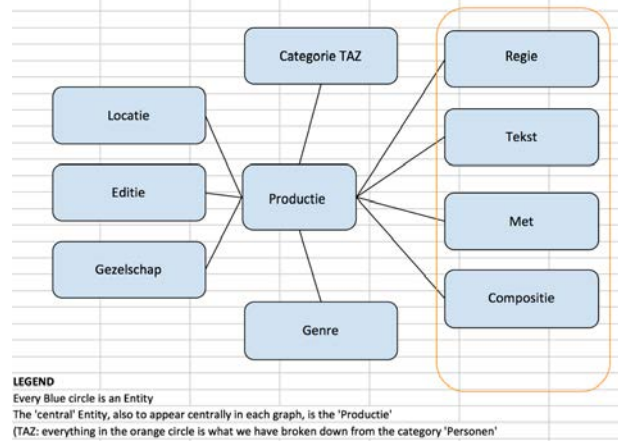 Categorie TAZ
Regie
Locatie
Tekst
Editie
Productie
Met
Gezelschap
Compositie
Genre
LEGEND
Every Blue circle is an Entity
The 'central' Entity, also to appear centrally in each graph, is the 'Productie'
(TAZ: everything in the orange circle is what we have broken down from the category 'Personen'